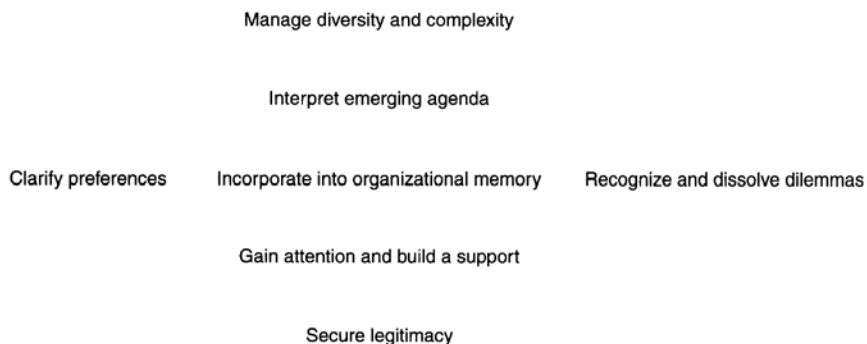 Manage diversity and complexity
Interpret emerging agenda
Clarify preferences Incorporate into organizational memory Recognize and dissolve dilemmas
Gain attention and build a support
Secure legitimacy